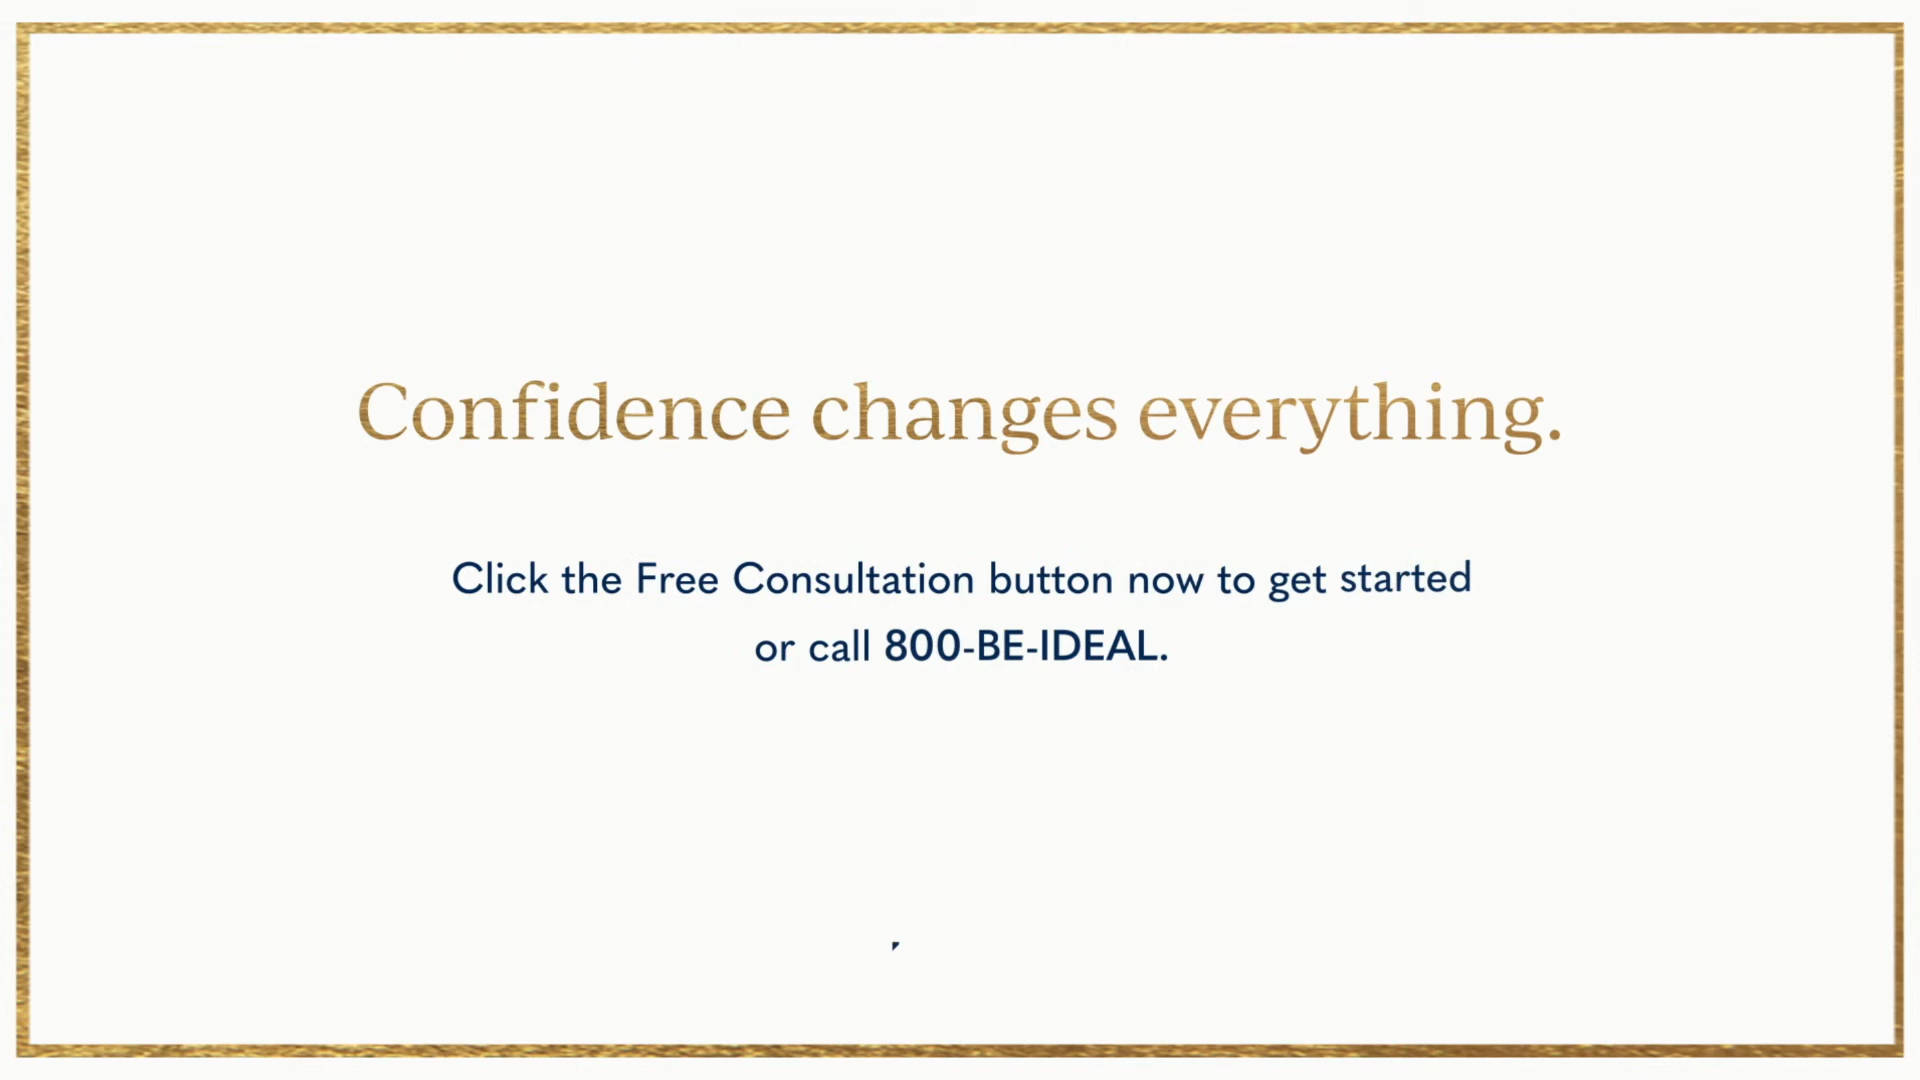 Confidence changes everything.
Click the Free Consultation button now to get started
or call 800-BE-IDEAL.